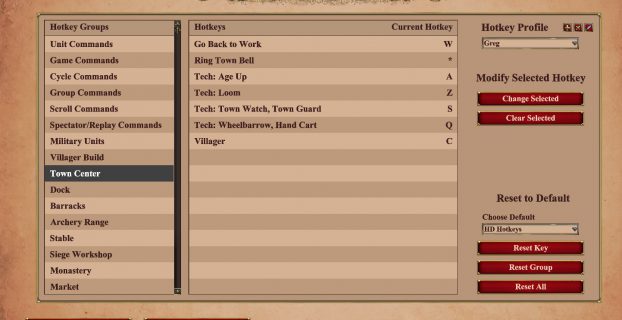 Hotkey Groups
Unit Commands
Game Commands
Cycle Commands
Group Commands
Scroll Commands
Spectator/Replay Commands
Military Units
Villager Build
Town Center
Dock
Barracks
Archery Range
Stable
Siege Workshop
Monastery
Market
Hotkeys Current Hotkey
Go Back to Work W
Ring Town Bell *
Tech: Age Up A
Tech: Loom Z
Tech: Town Watch, Town Guard S
Tech: Wheelbarrow, Hand Cart Q
Villager C
Hotkey Profile
Greg
Modify Selected Hotkey
Change Selected
Clear Selected
Reset to Default
Choose Default
HD Hotkeys
Reset Key
Reset Group
Reset All